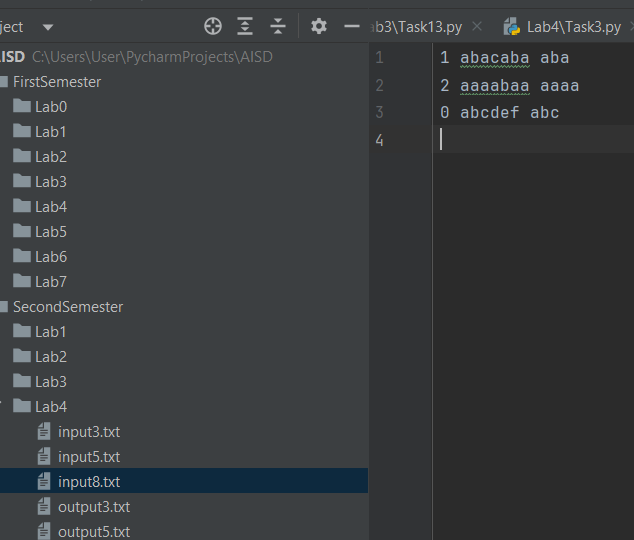 ject
AISD C:\Users\User\PycharmProjects\AISD
FirstSemester
Lab0
Lab1
Lab2
Lab3
Lab4
Lab5
Lab6
Lab7
SecondSemester
Lab1
Lab2
Lab3
Lab4
input3.txt
input5.txt
input8.txt
output3.txt
output5.txt
ab3\Task13.py Lab4\Task3.py
1 1 abacaba aba
2 2 aaaabaa aaaa
3 0 abcdef abc
4